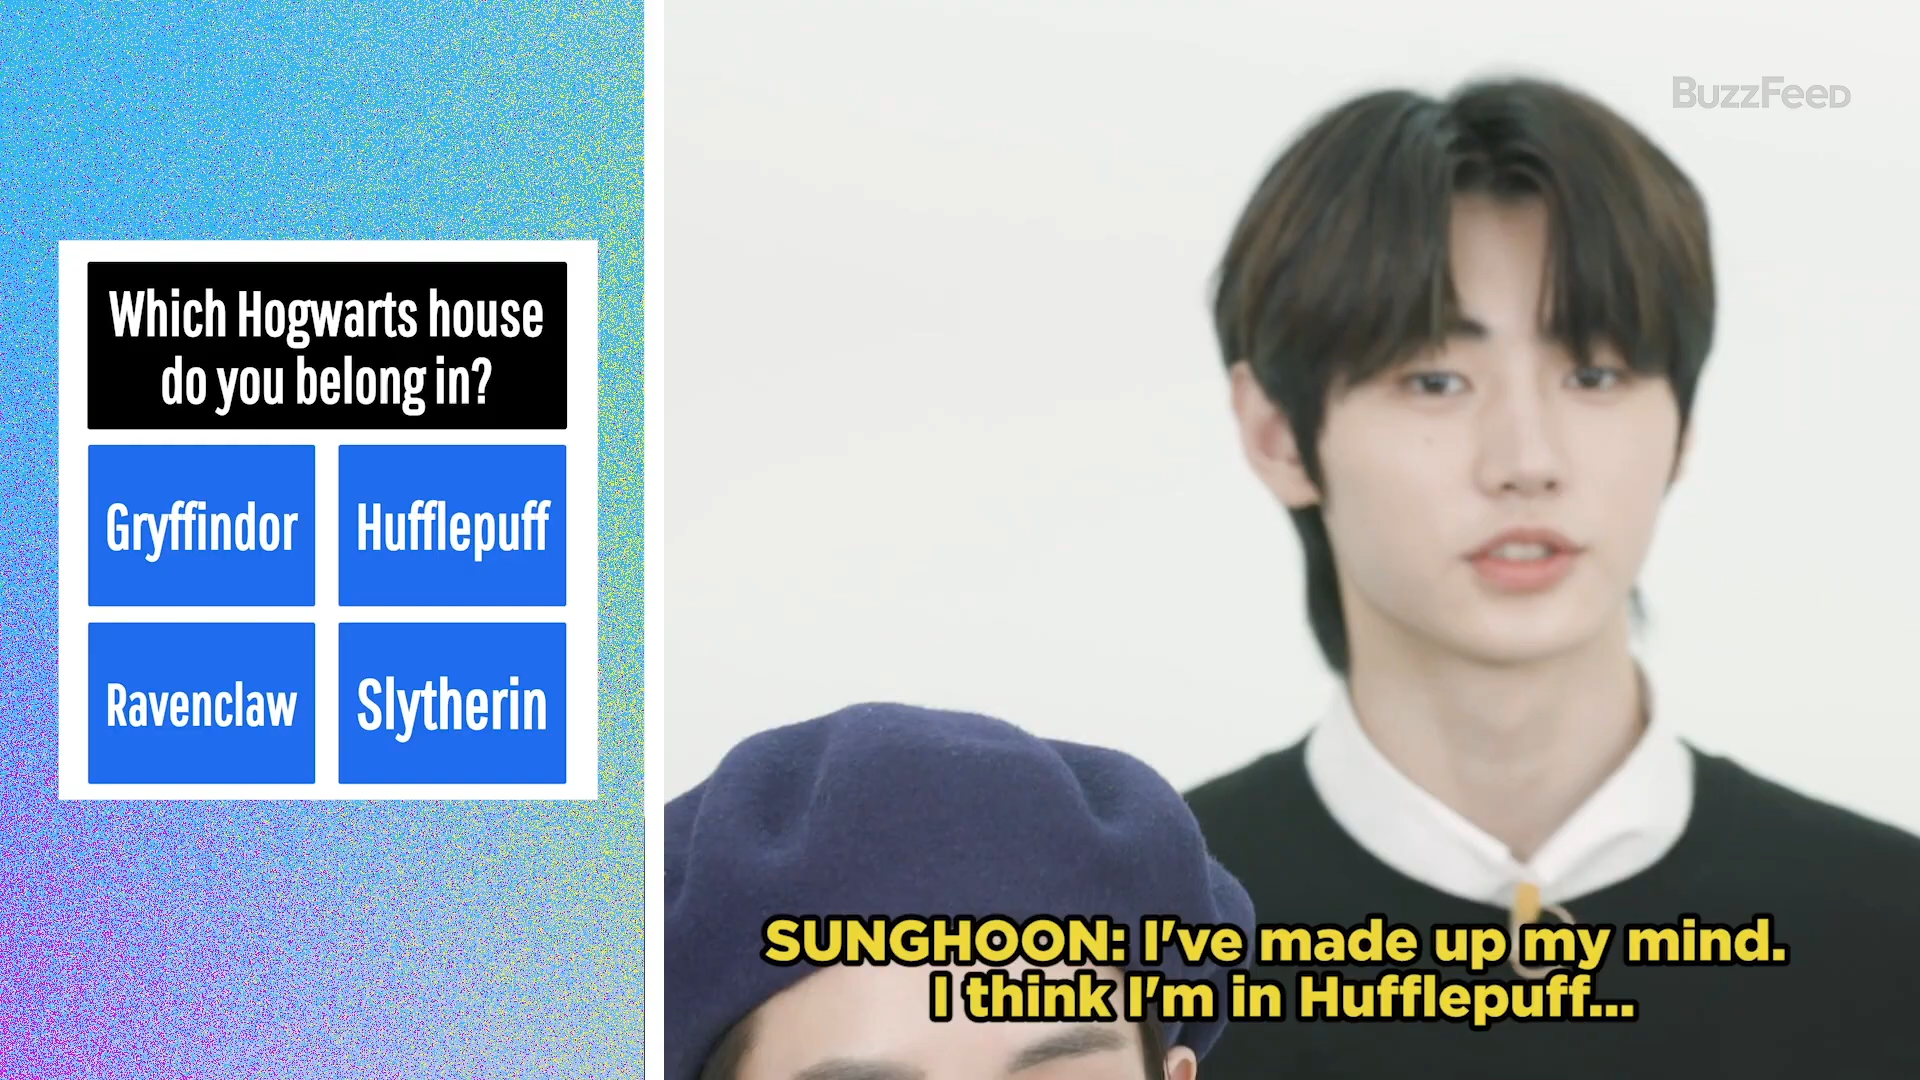 Which Hogwarts house
do you belong in?
Gryffindor
Hufflepuff
Ravenclaw
Slytherin
BuzzFeed
SUNGHOON: I've made up my mind.
I think I'm in Hufflepuff...